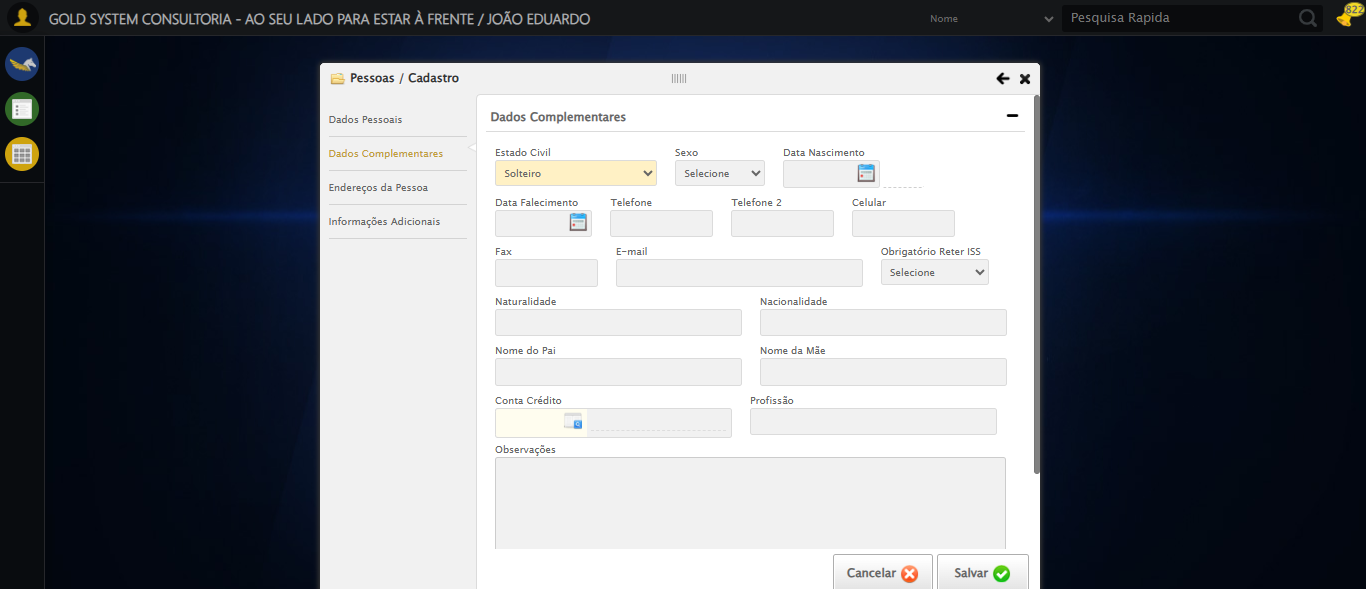 GOLD SYSTEM CONSULTORIA - AO SEU LADO PARA ESTAR À FRENTE / JOÃO EDUARDO
Nome
Pesquisa Rapida
822
Pessoas / Cadastro
Dados Pessoais
Dados Complementares
Endereços da Pessoa
Informações Adicionais
Dados Complementares
Estado Civil Sexo Data Nascimento
Solteiro Selecione
Data Falecimento Telefone Telefone 2 Celular
Fax E-mail Obrigatório Reter ISS
Selecione
Naturalidade Nacionalidade
Nome do Pai Nome da Mãe
Conta Crédito Profissão
Observações
Cancelar Salvar